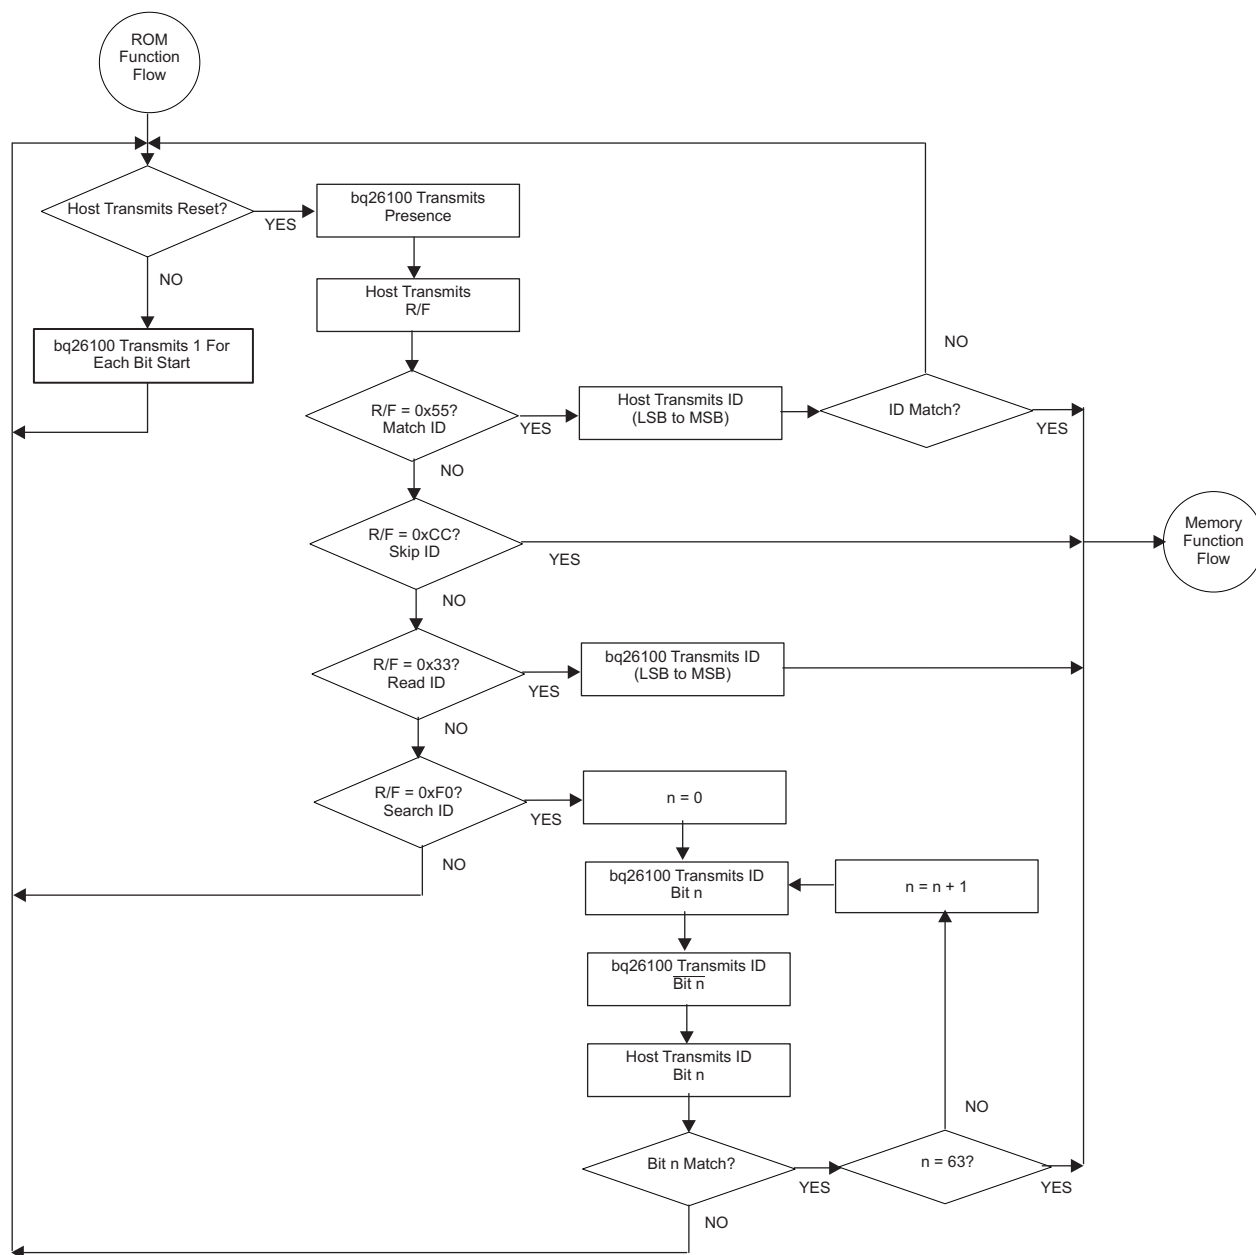 ROM
Function
Flow
Host Transmits Reset?
YES
bq26100 Transmits
Presence
NO
Host Transmits
R/F
bq26100 Transmits 1 For
Each Bit Start
R/F = 0x55?
Match ID
YES
Host Transmits ID
(LSB to MSB)
NO
ID Match?
YES
NO
R/F = 0xCC?
Skip ID
YES
Memory
Function
Flow
NO
R/F = 0x33?
Read ID
YES
bq26100 Transmits ID
(LSB to MSB)
NO
R/F = 0xF0?
Search ID
YES
n = 0
NO
bq26100 Transmits ID
Bit n
n = n + 1
bq26100 Transmits ID
Bit n
Host Transmits ID
Bit n
NO
Bit n Match?
YES
n = 63?
YES
NO